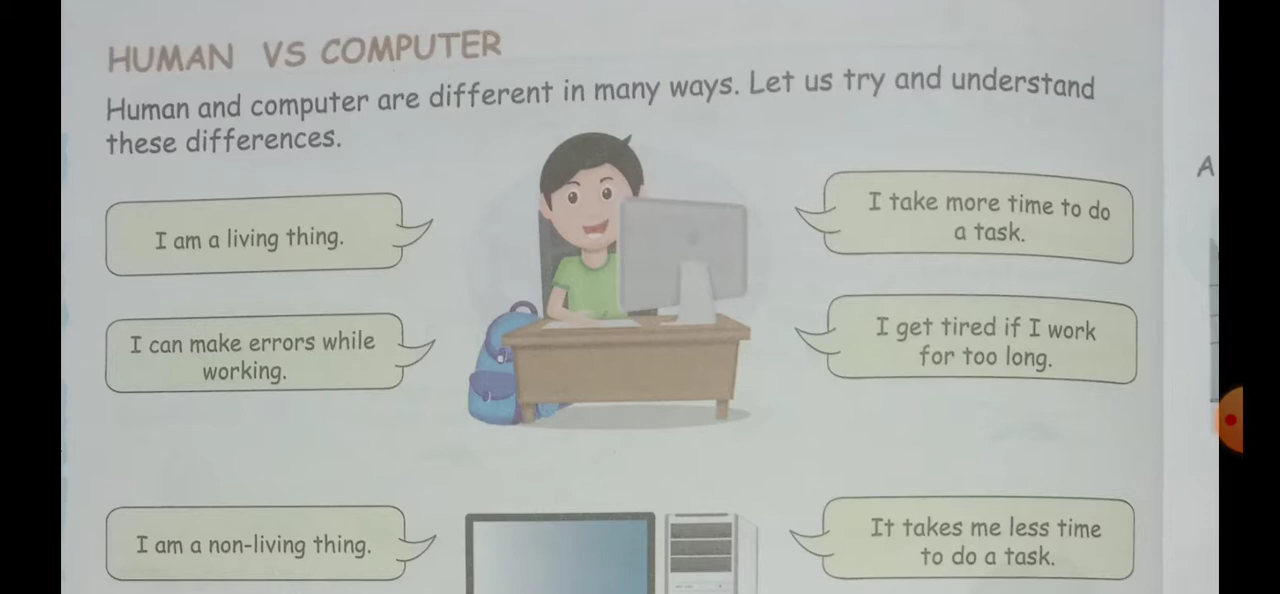 HUMAN VS COMPUTER
Human and computer are different in many ways. Let us try and understand
these differences.
I am a living thing.
I take more time to do
a task.
I can make errors while
working.
I get tired if I work
for too long.
I am a non-living thing.
It takes me less time
to do a task.
A